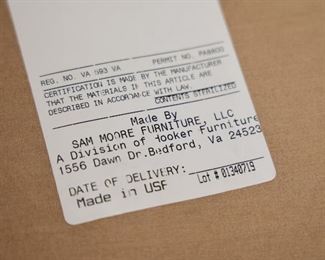 REG. NO. VA 593 VA PERMIT NO. PA8800
CERTIFICATION IS MADE BY THE MANUFACTURER
THAT THE MATERIALS IN THIS ARTICLE ARE
DESCRIBED IN ACCORDANCE WITH LAW.
CONTENTS STERILIZED
Made By
SAM MOORE FURNITURE, LLC
A Division of Hooker Furniture
1556 Dawn Dr.Bedford, Va 24523
DATE OF DELIVERY: Lot # 01340719
Made in USA